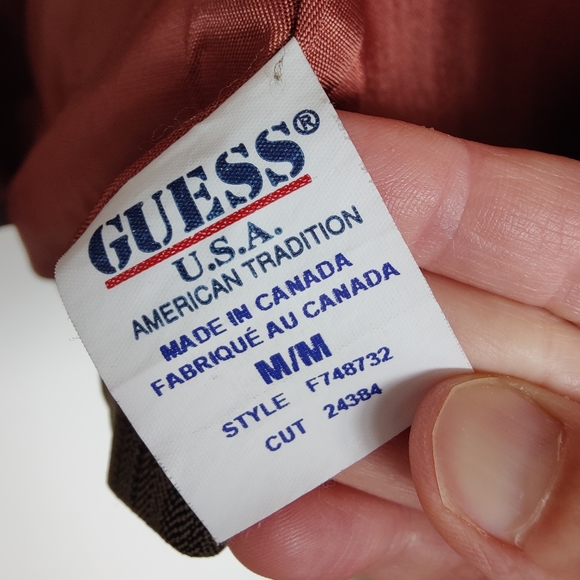 GUESS®
U.S.A.
AMERICAN TRADITION
MADE IN CANADA
FABRIQUÉ AU CANADA
M/M
STYLE F748732
CUT 24384